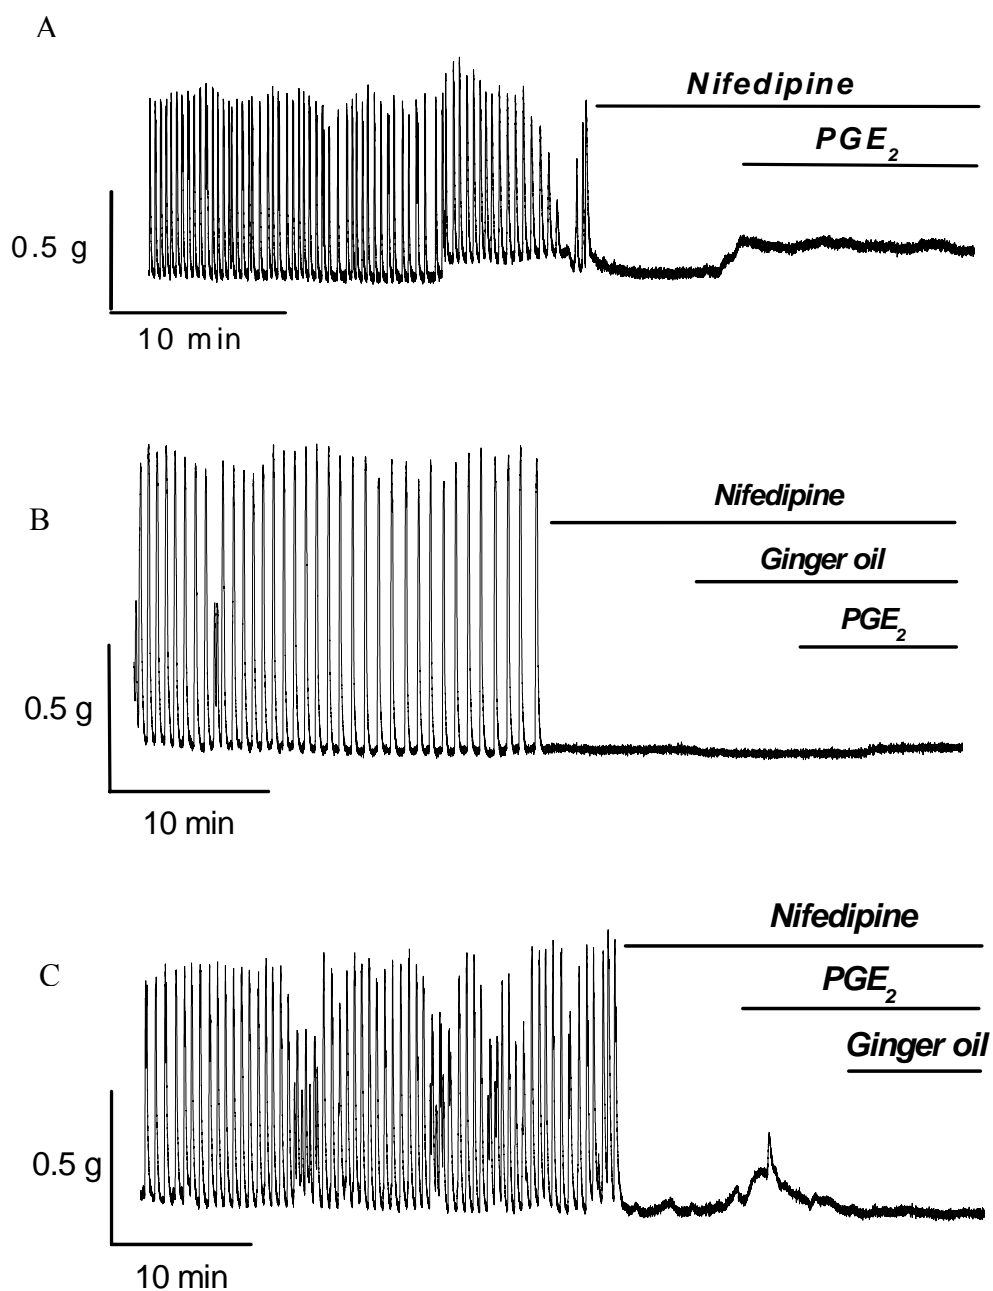 A
Nifedipine
PGE₂
0.5 g
10 min
B
Nifedipine
Ginger oil
PGE₂
0.5 g
10 min
C
Nifedipine
PGE₂
Ginger oil
0.5 g
10 min